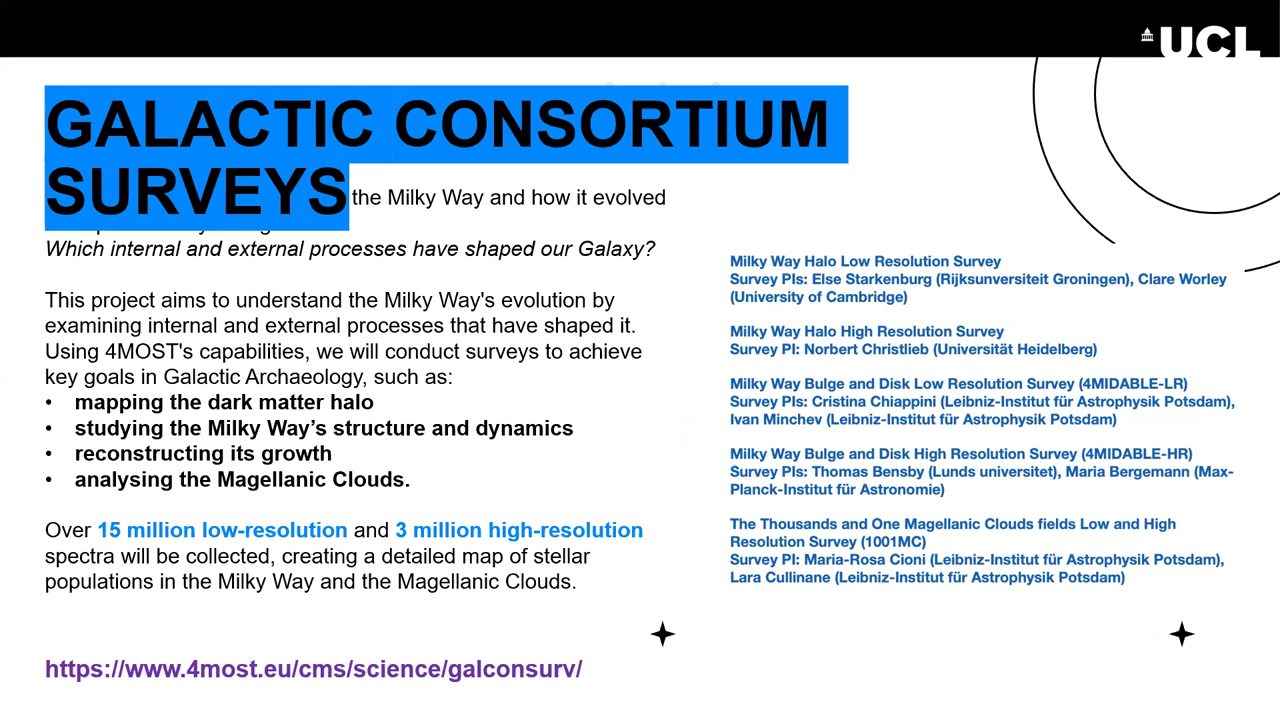 UCL
GALACTIC CONSORTIUM
SURVEYS
the Milky Way and how it evolved
Which internal and external processes have shaped our Galaxy?
This project aims to understand the Milky Way's evolution by
examining internal and external processes that have shaped it.
Using 4MOST's capabilities, we will conduct surveys to achieve
key goals in Galactic Archaeology, such as:
• mapping the dark matter halo
• studying the Milky Way’s structure and dynamics
• reconstructing its growth
• analysing the Magellanic Clouds.
Over 15 million low-resolution and 3 million high-resolution
spectra will be collected, creating a detailed map of stellar
populations in the Milky Way and the Magellanic Clouds.
https://www.4most.eu/cms/science/galconsurv/
Milky Way Halo Low Resolution Survey
Survey PIs: Else Starkenburg (Rijksunversiteit Groningen), Clare Worley
(University of Cambridge)
Milky Way Halo High Resolution Survey
Survey PI: Norbert Christlieb (Universität Heidelberg)
Milky Way Bulge and Disk Low Resolution Survey (4MIDABLE-LR)
Survey PIs: Cristina Chiappini (Leibniz-Institut für Astrophysik Potsdam),
Ivan Minchev (Leibniz-Institut für Astrophysik Potsdam)
Milky Way Bulge and Disk High Resolution Survey (4MIDABLE-HR)
Survey PIs: Thomas Bensby (Lunds universitet), Maria Bergemann (Max-
Planck-Institut für Astronomie)
The Thousands and One Magellanic Clouds fields Low and High
Resolution Survey (1001MC)
Survey PI: Maria-Rosa Cioni (Leibniz-Institut für Astrophysik Potsdam),
Lara Cullinane (Leibniz-Institut für Astrophysik Potsdam)